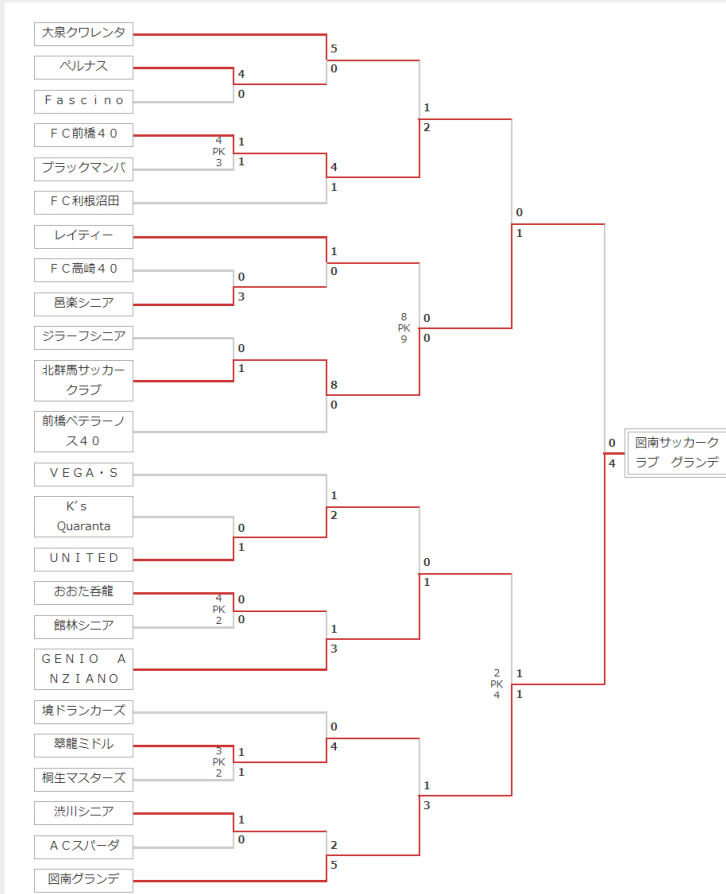 大泉クワレンタ
5
ペルナス
4
0
0
Ｆａｓｃｉｎｏ
1
2
ＦＣ前橋４０
4
PK
3
1
1
ブラックマンバ
4
1
ＦＣ利根沼田
0
1
レイティー
1
0
ＦＣ高崎４０
0
3
邑楽シニア
8
PK
9
0
0
ジラーフシニア
0
1
北群馬サッカー
クラブ
8
0
前橋ベテラーノ
ス４０
0
4
図南サッカーク
ラブ　グランデ
ＶＥＧＡ・Ｓ
1
2
K′s
Quaranta
0
1
ＵＮＩＴＥＤ
0
1
おおた呑龍
4
PK
2
0
0
館林シニア
1
3
ＧＥＮＩＯ　Ａ
ＮＺＩＡＮＯ
2
PK
4
1
1
境ドランカーズ
0
4
翠龍ミドル
3
PK
2
1
1
桐生マスターズ
1
3
渋川シニア
1
0
ＡＣスパーダ
2
5
図南グランデ